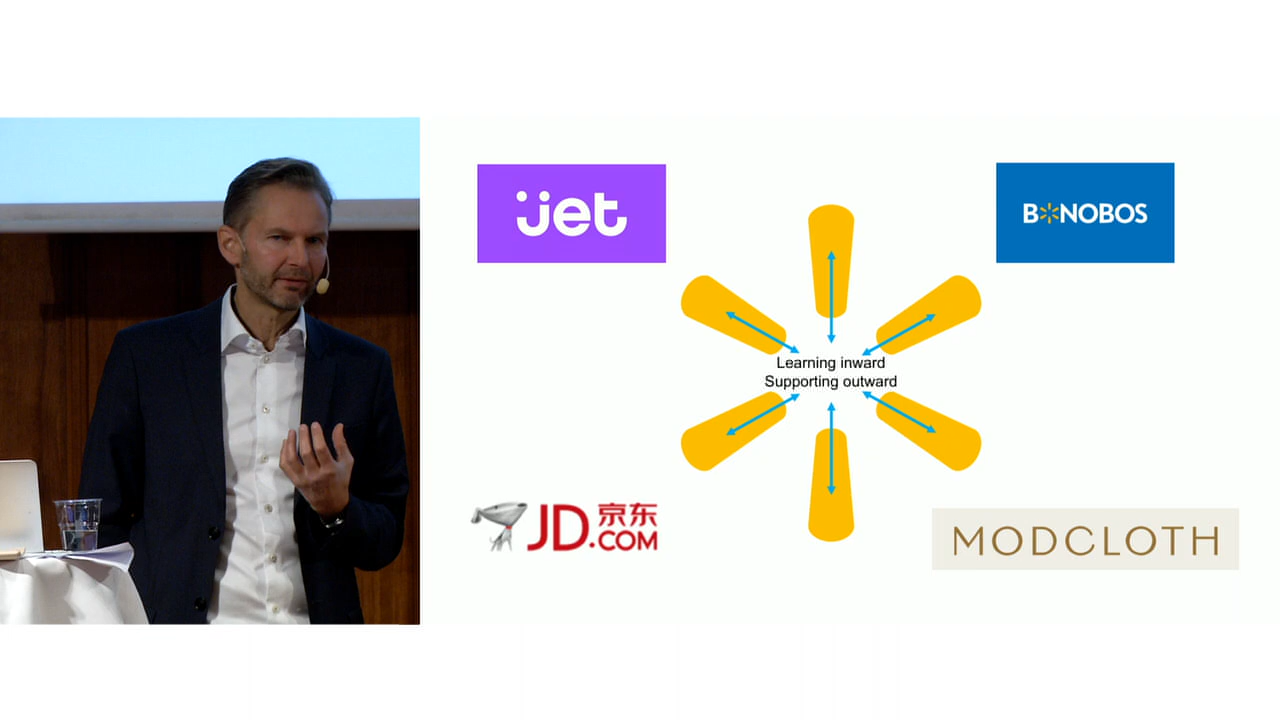 jet
BONOBOS
Learning inward
Supporting outward
JD.COM 京东
MODCLOTH